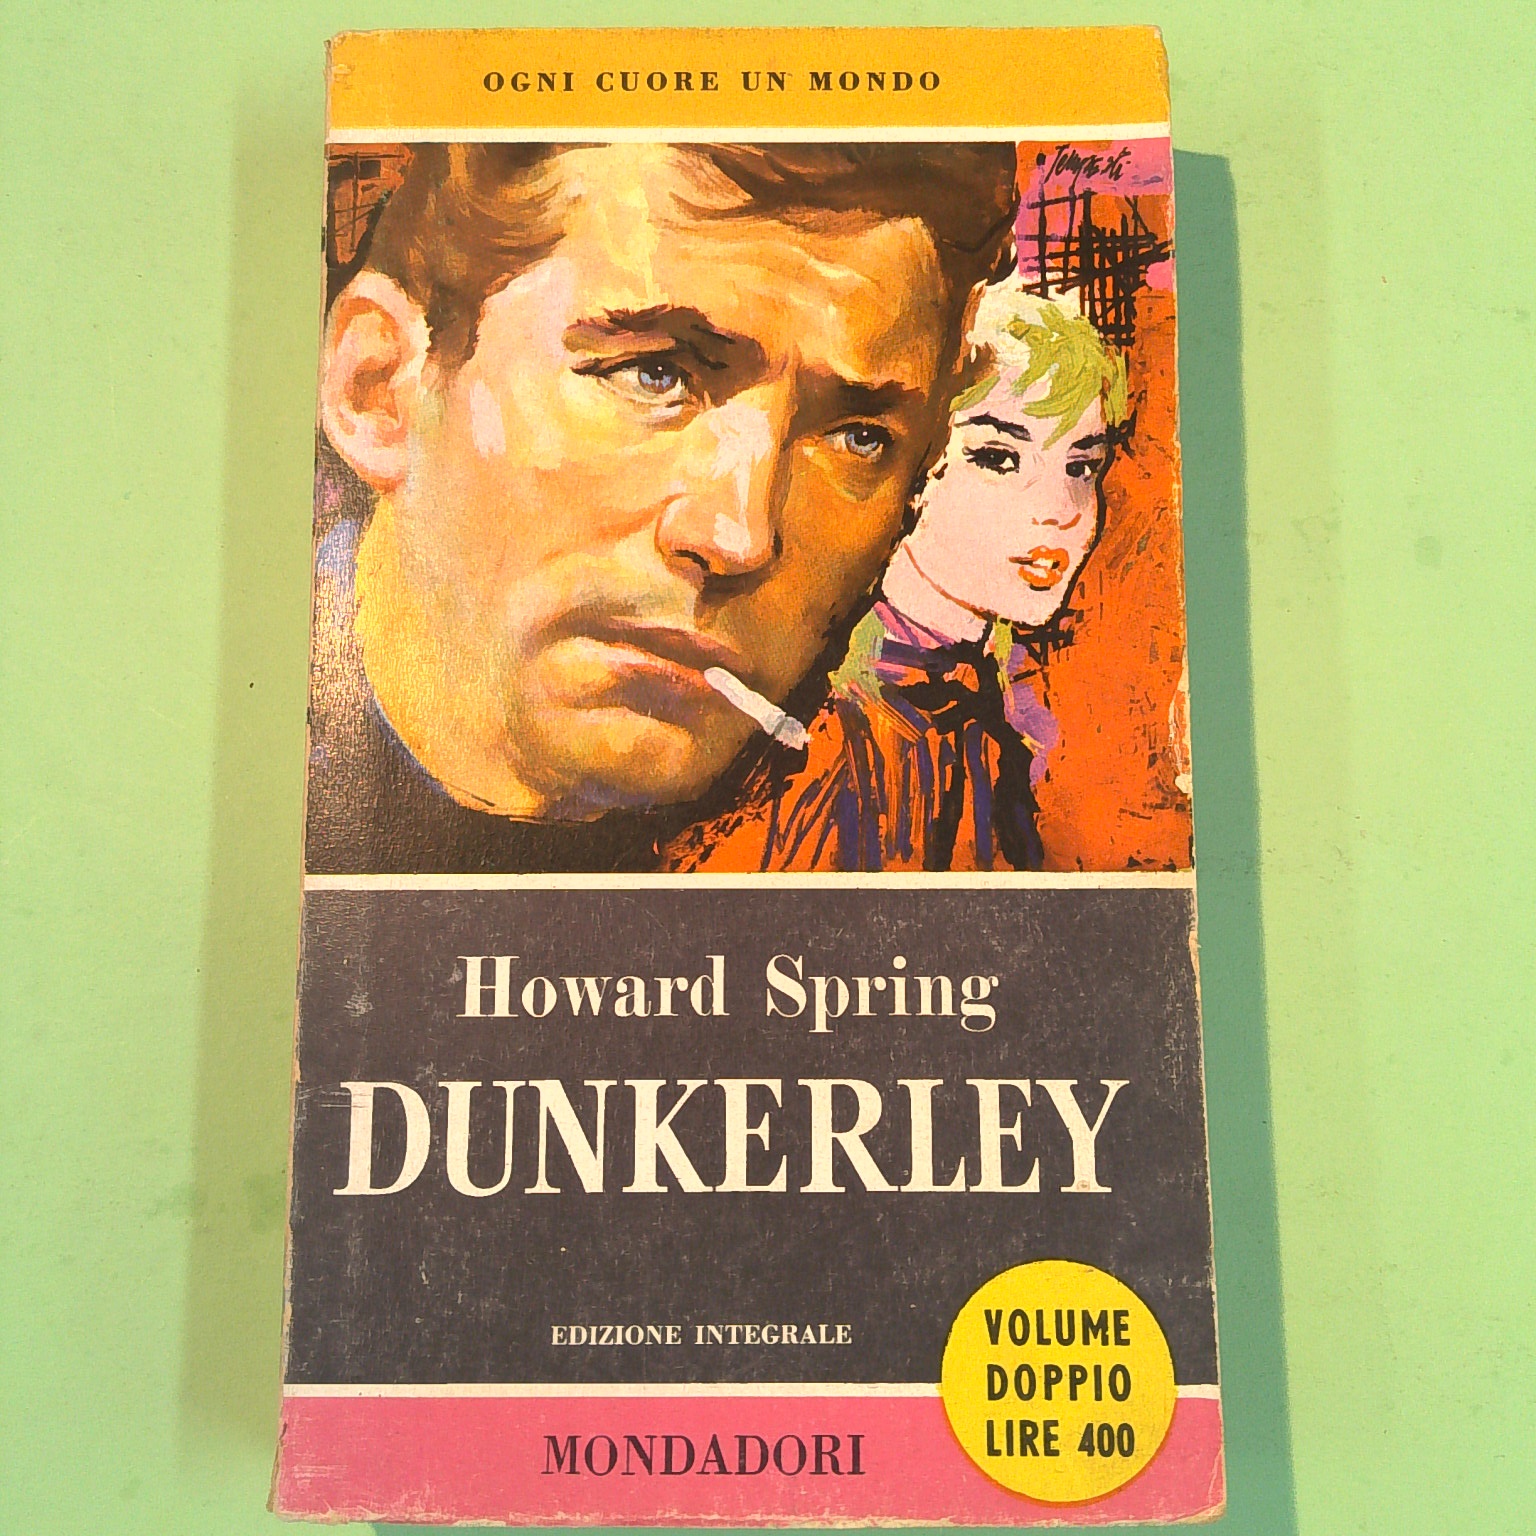 OGNI CUORE UN MONDO
Howard Spring
DUNKERLEY
EDIZIONE INTEGRALE
VOLUME
DOPPIO
LIRE 400
MONDADORI